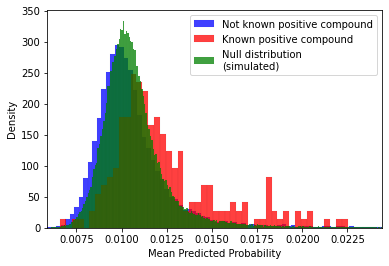 350
300
250
200
150
100
50
0
Density
Not known positive compound
Known positive compound
Null distribution
(simulated)
0.0075 0.0100 0.0125 0.0150 0.0175 0.0200 0.0225
Mean Predicted Probability